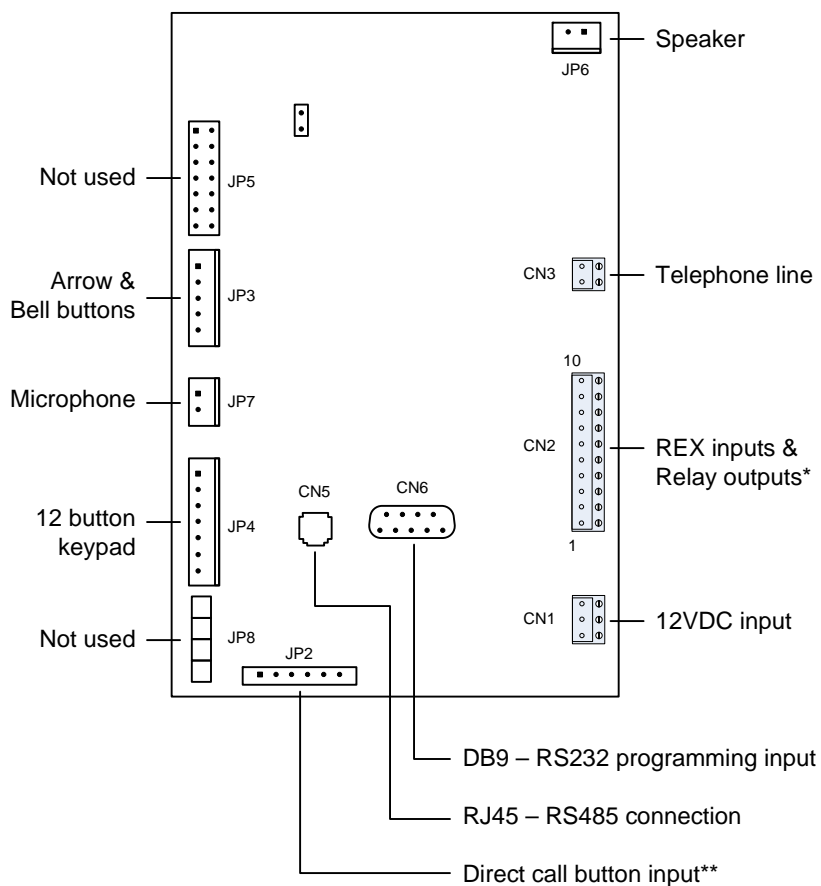 Speaker
JP6
Not used
JP5
CN3
Telephone line
Arrow &
Bell buttons
JP3
10
Microphone
JP7
CN2
REX inputs &
Relay outputs*
CN5
CN6
12 button
keypad
JP4
1
CN1
12VDC input
Not used
JP8
JP2
DB9 – RS232 programming input
RJ45 – RS485 connection
Direct call button input**